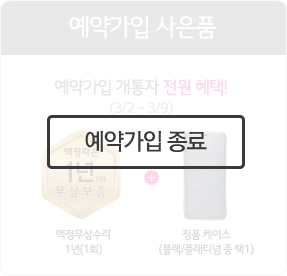 예약가입 사은품
예약가입 개통자 전원 혜택!
(3/2 ~ 3/9)
예약가입 종료
액정파손
1년
무상보증
+
액정무상수리
1년(1회)
정품 케이스
(블랙/플래티넘 중 택1)